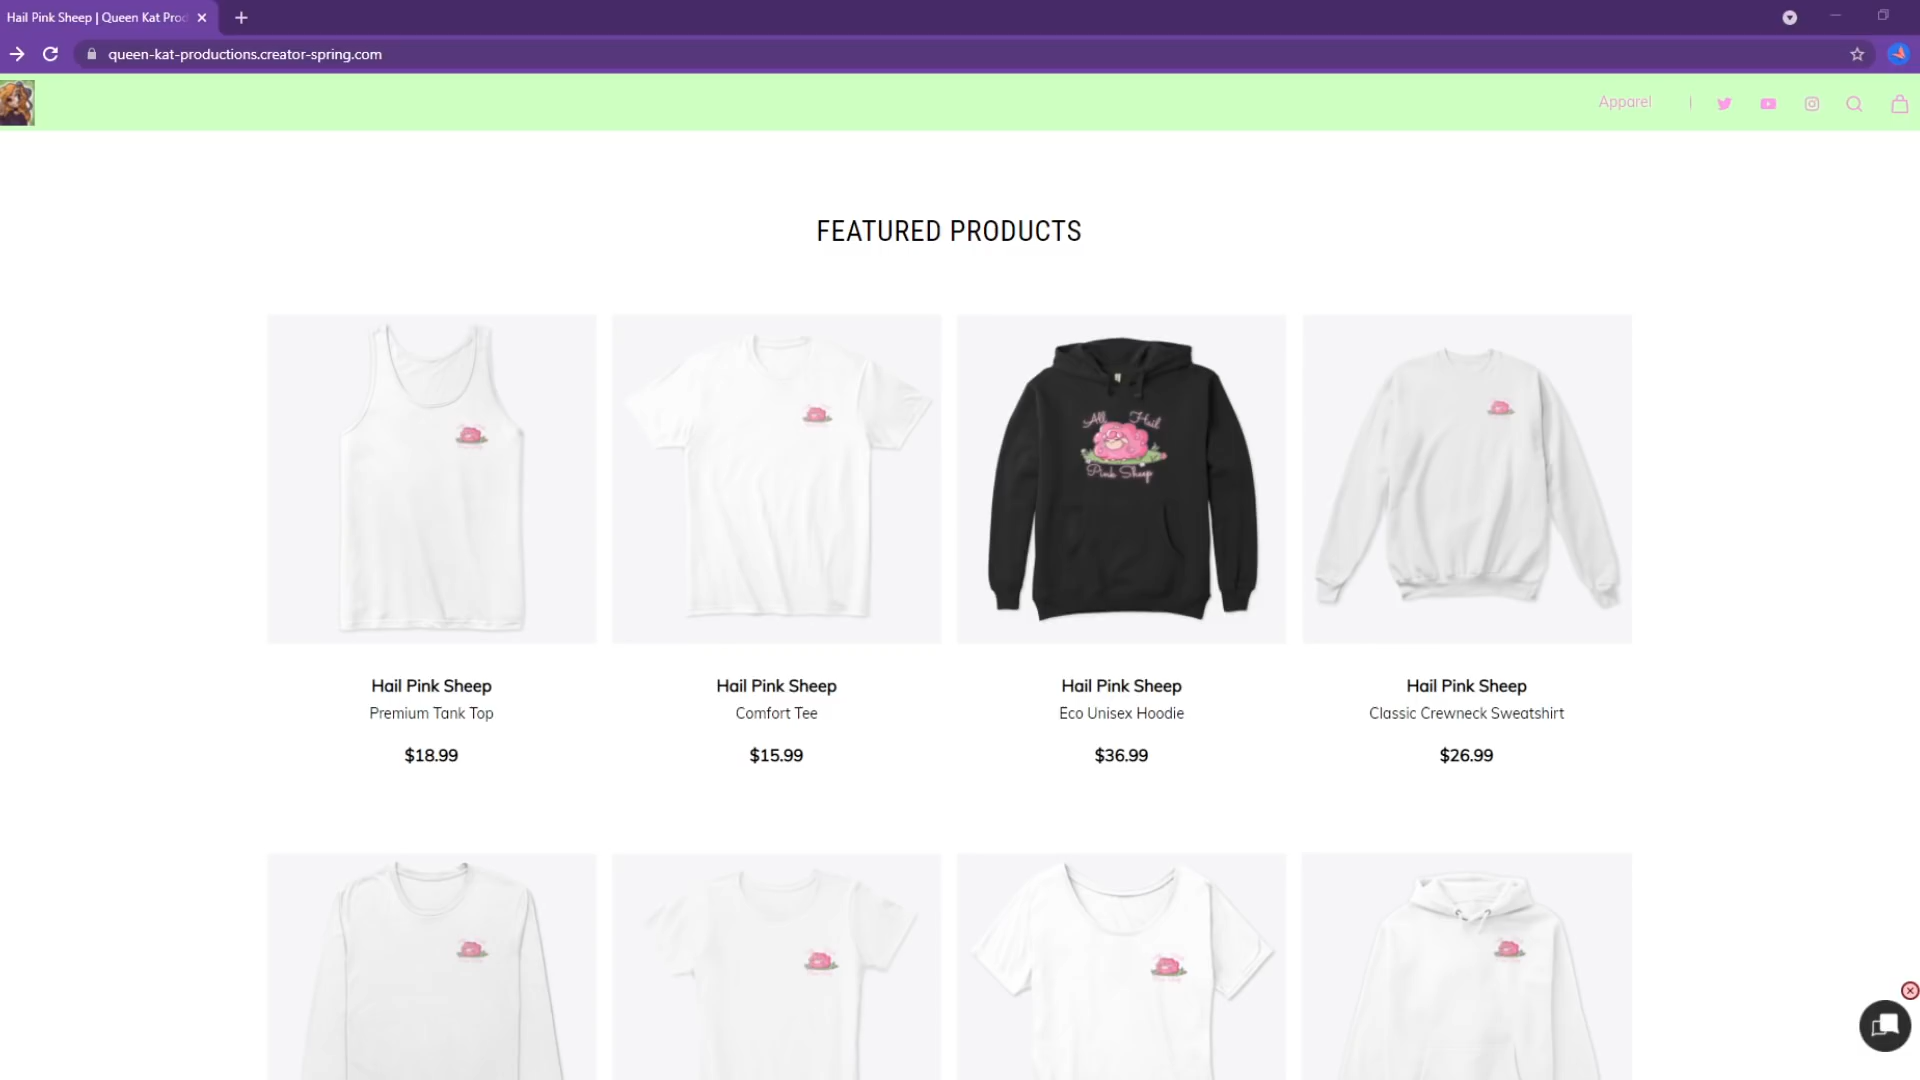 Hail Pink Sheep | Queen Kat Prod
queen-kat-productions.creator-spring.com
Apparel
FEATURED PRODUCTS
All Hail
Pink Sheep
Hail Pink Sheep
Premium Tank Top
$18.99
Hail Pink Sheep
Comfort Tee
$15.99
Hail Pink Sheep
Eco Unisex Hoodie
$36.99
Hail Pink Sheep
Classic Crewneck Sweatshirt
$26.99